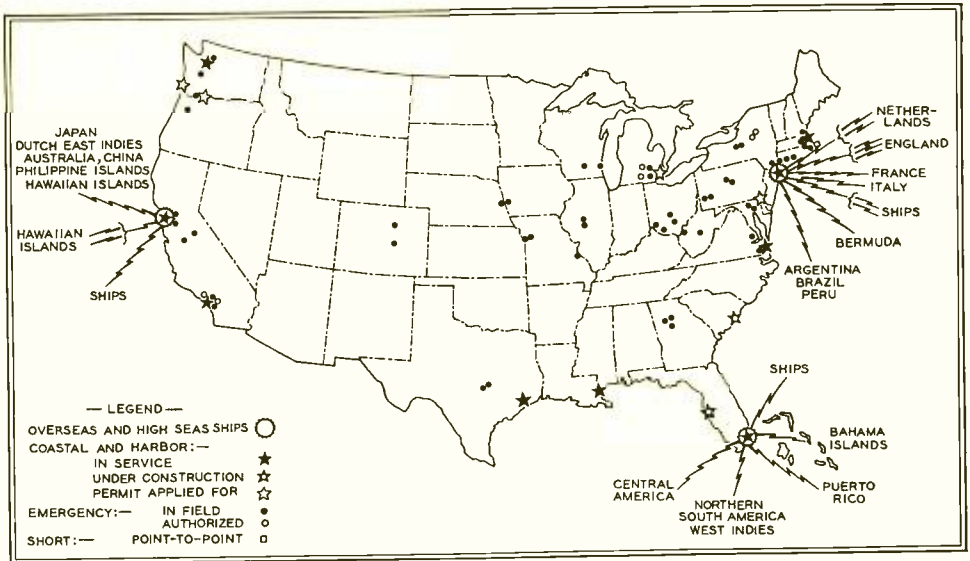 JAPAN
DUTCH EAST INDIES
AUSTRALIA, CHINA
PHILIPPINE ISLANDS
HAWAIIAN ISLANDS
HAWAIIAN
ISLANDS
SHIPS
NETHER-
LANDS
ENGLAND
FRANCE
ITALY
SHIPS
BERMUDA
ARGENTINA
BRAZIL
PERU
SHIPS
BAHAMA
ISLANDS
PUERTO
RICO
NORTHERN
SOUTH AMERICA
WEST INDIES
CENTRAL
AMERICA
— LEGEND —
OVERSEAS AND HIGH SEAS SHIPS
COASTAL AND HARBOR:—
IN SERVICE
UNDER CONSTRUCTION
PERMIT APPLIED FOR
EMERGENCY:— IN FIELD
AUTHORIZED
SHORT:— POINT-TO-POINT